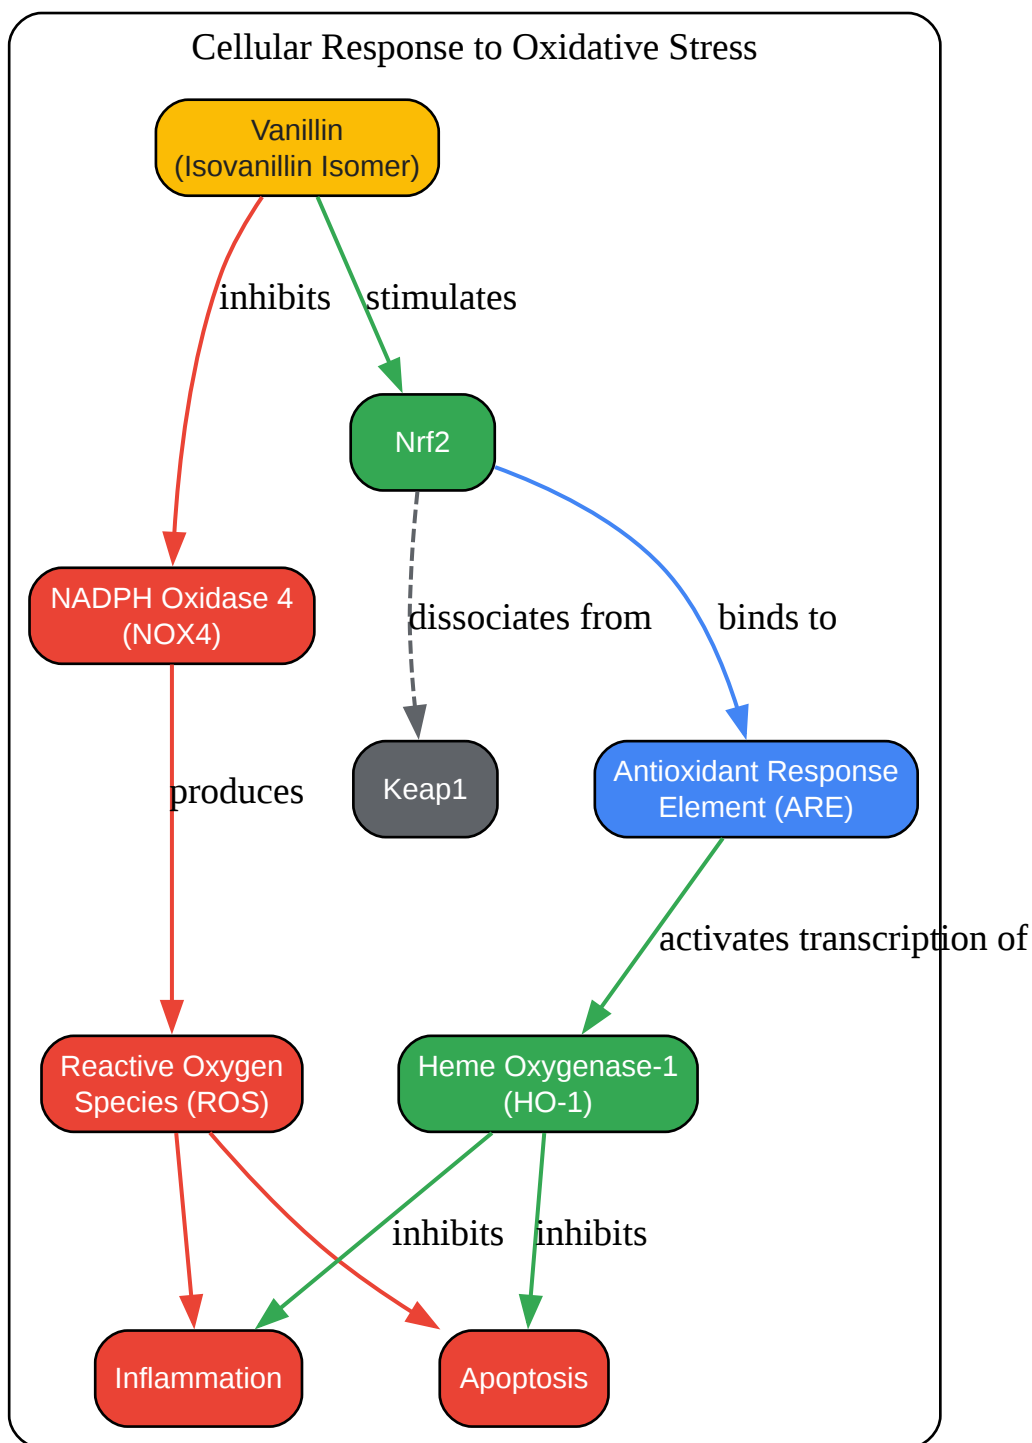 Cellular Response to Oxidative Stress
Vanillin
(Isovanillin Isomer)
inhibits
stimulates
Nrf2
NADPH Oxidase 4
(NOX4)
dissociates from
binds to
produces
Keap1
Antioxidant Response
Element (ARE)
activates transcription of
Reactive Oxygen
Species (ROS)
Heme Oxygenase-1
(HO-1)
inhibits
inhibits
Inflammation
Apoptosis